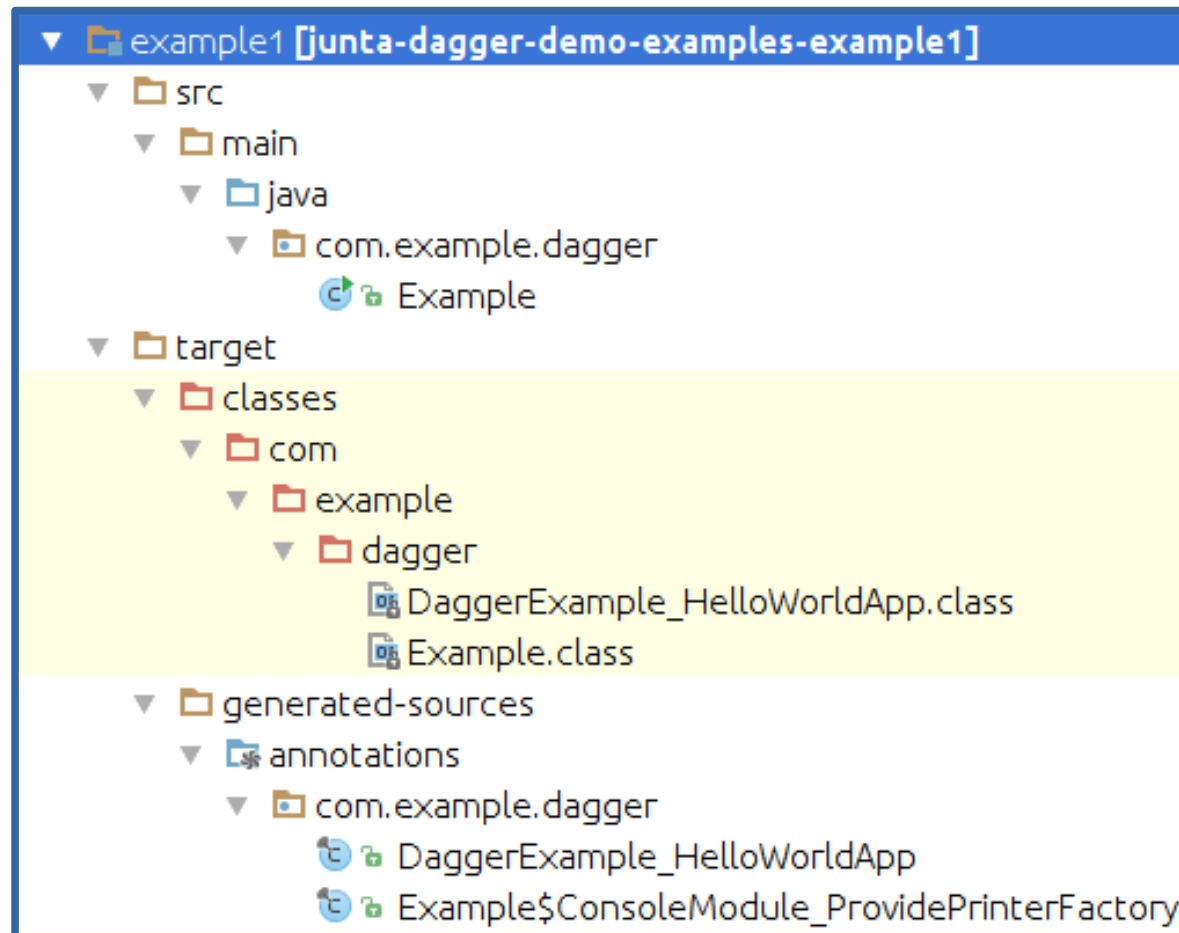 example1 [junta-dagger-demo-examples-example1]
src
main
java
com.example.dagger
Example
target
classes
com
example
dagger
DaggerExample_HelloWorldApp.class
Example.class
generated-sources
annotations
com.example.dagger
DaggerExample_HelloWorldApp
Example$ConsoleModule_ProvidePrinterFactory